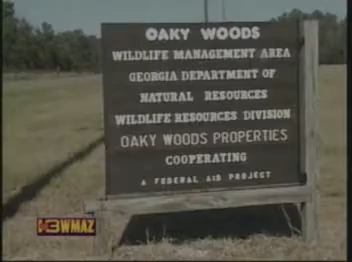 OAKY WOODS
WILDLIFE MANAGEMENT AREA
GEORGIA DEPARTMENT OF
NATURAL RESOURCES
WILDLIFE RESOURCES DIVISION
OAKY WOODS PROPERTIES
COOPERATING
A FEDERAL AID PROJECT
13WMAZ